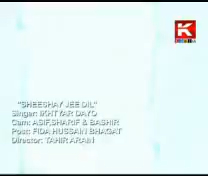 K
"SHEESHAY JEE DIL"
Singer: IKHTYAR DAYO
Cam: ASIF,SHARIF & BASHIR
Post: FIDA HUSSAIN BHAGAT
Director: TAHIR ARAIN